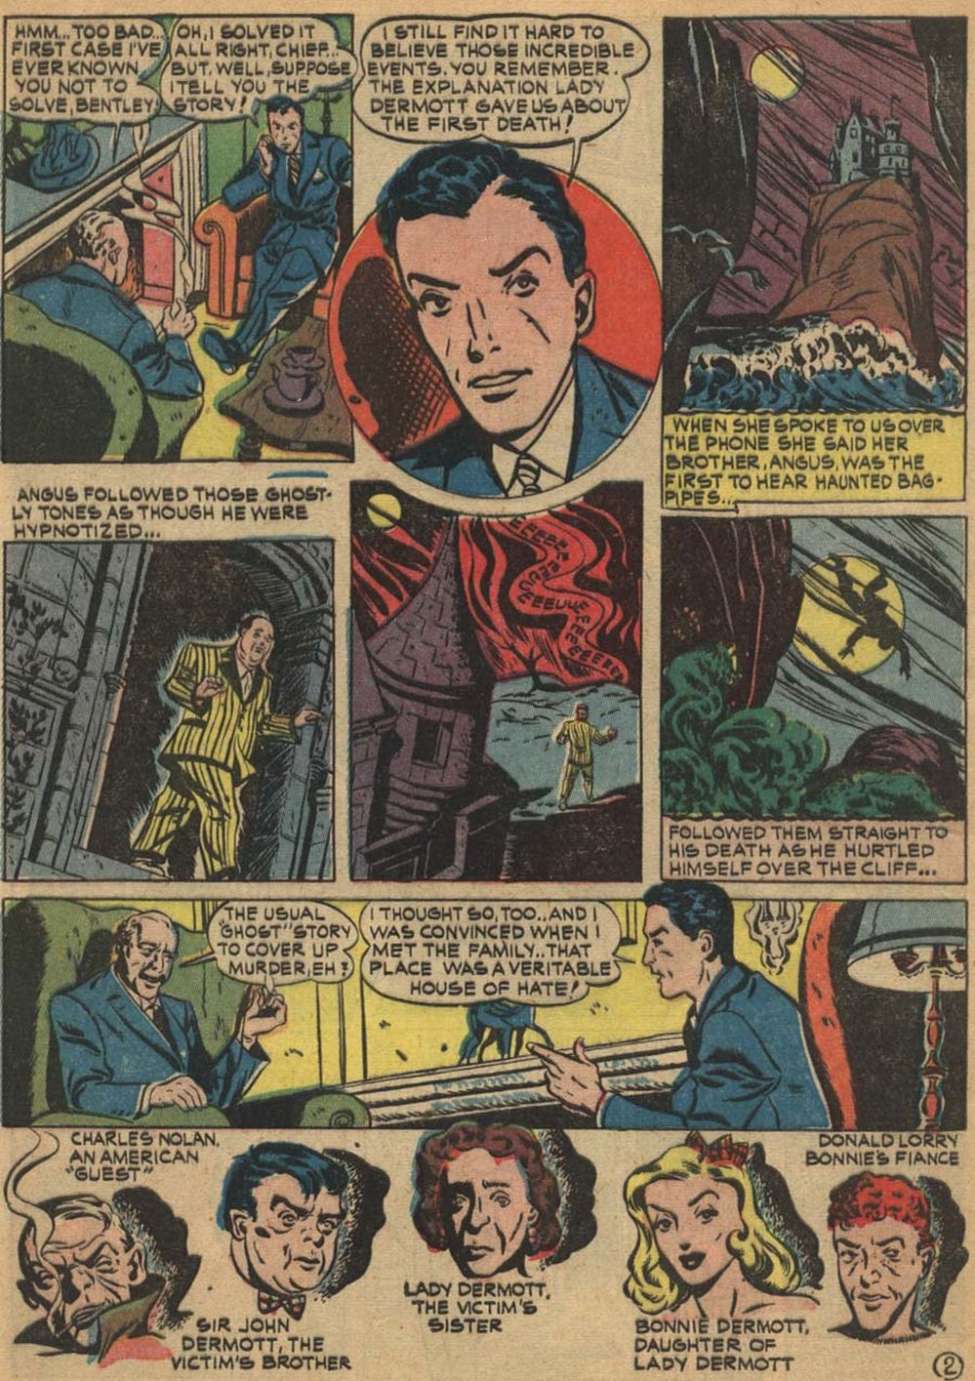 HMM...TOO BAD...
FIRST CASE I'VE
EVER KNOWN
YOU NOT TO
SOLVE, BENTLEY!
OH, I SOLVED IT
ALL RIGHT, CHIEF...
BUT, WELL, SUPPOSE
I TELL YOU THE
STORY!
I STILL FIND IT HARD TO
BELIEVE THOSE INCREDIBLE
EVENTS. YOU REMEMBER
THE EXPLANATION LADY
DERMOTT GAVE US ABOUT
THE FIRST DEATH!
WHEN SHE SPOKE TO US OVER
THE PHONE SHE SAID HER
BROTHER, ANGUS, WAS THE
FIRST TO HEAR HAUNTED BAG-
PIPES...
ANGUS FOLLOWED THOSE GHOST-
LY TONES AS THOUGH HE WERE
HYPNOTIZED...
FOLLOWED THEM STRAIGHT TO
HIS DEATH AS HE HURTLED
HIMSELF OVER THE CLIFF...
THE USUAL
"GHOST" STORY
TO COVER UP
MURDER, EH?
I THOUGHT SO, TOO..AND I
WAS CONVINCED WHEN I
MET THE FAMILY..THAT
PLACE WAS A VERITABLE
HOUSE OF HATE!
CHARLES NOLAN,
AN AMERICAN
"GUEST"
SIR JOHN
DERMOTT, THE
VICTIM'S BROTHER
LADY DERMOTT,
THE VICTIM'S
SISTER
BONNIE DERMOTT,
DAUGHTER OF
LADY DERMOTT
DONALD LORRY
BONNIE'S FIANCE
2